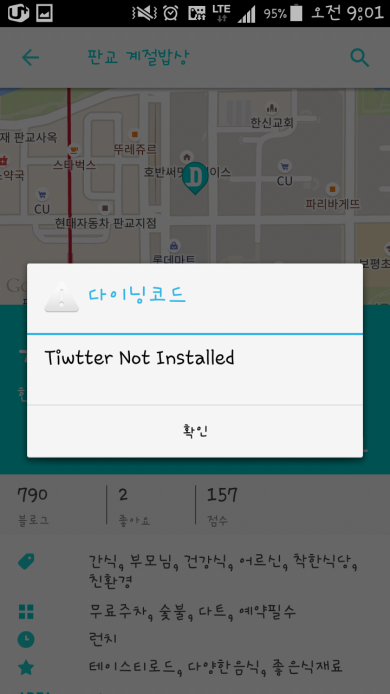 LTE 95% 오전 9:01
판교 계절밥상
한신교회
재 판교사옥
뚜레쥬르
스타벅스
호반써밋
이스
소약국
CU
CU
파리바게뜨
현대자동차 판교지점
롯데마트
보평초
다이닝코드
Tiwtter Not Installed
확인
790 2 157
블로그 좋아요 점수
간식, 부모님, 건강식, 어르신, 착한식당,
친환경
무료주차, 숯불, 다트, 예약필수
런치
테이스티로드, 다양한음식, 좋은식재료